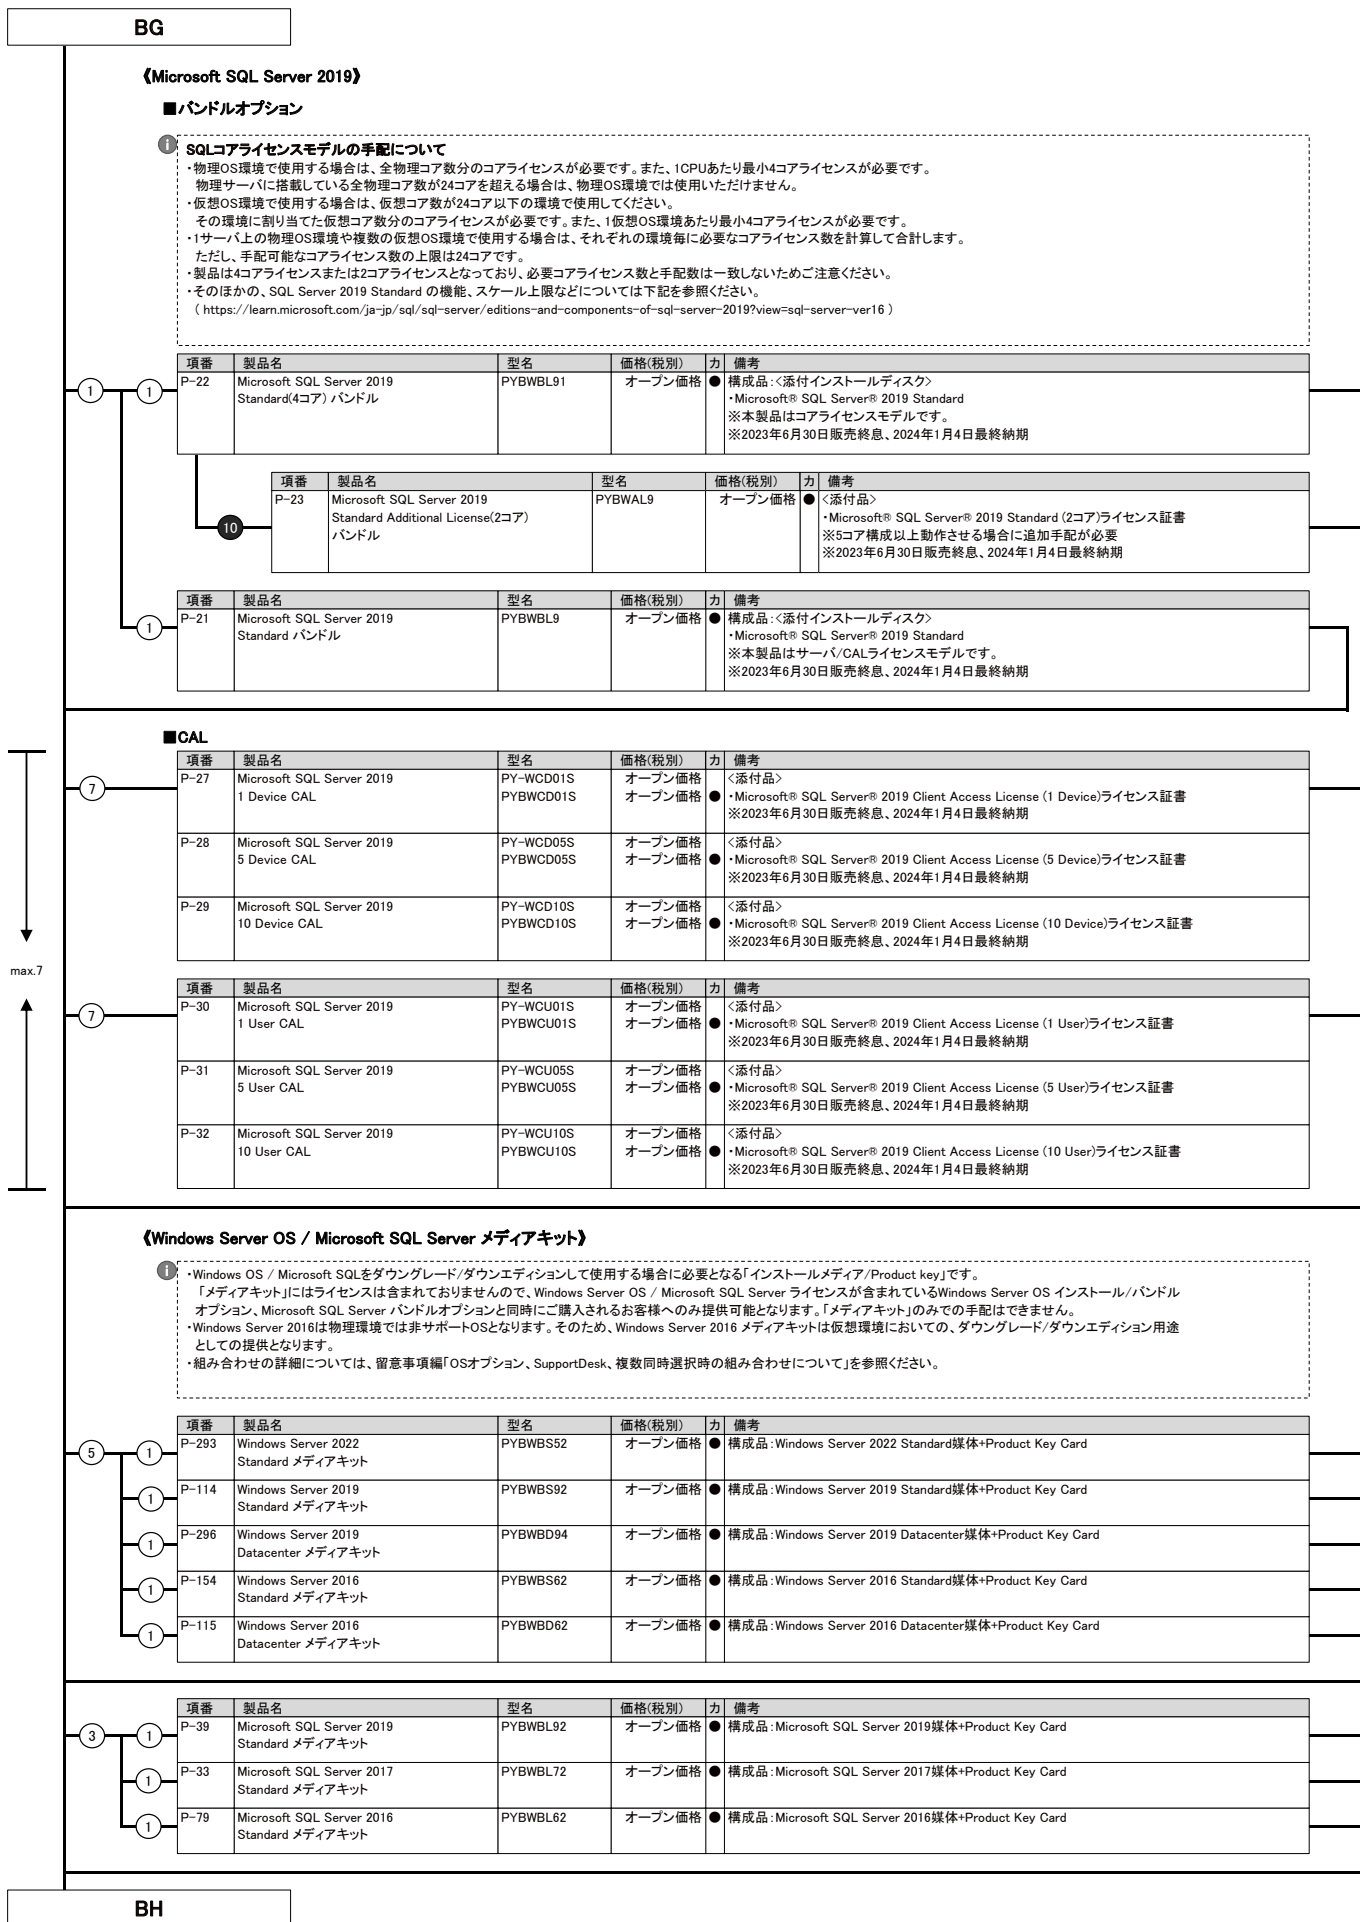 BG
《Microsoft SQL Server 2019》
■バンドルオプション
i
SQLコアライセンスモデルの手配について
・物理OS環境で使用する場合は、全物理コア数分のコアライセンスが必要です。また、1CPUあたり最小4コアライセンスが必要です。
物理サーバに搭載している全物理コア数が24コアを超える場合は、物理OS環境では使用いただけません。
・仮想OS環境で使用する場合は、仮想コア数が24コア以下の環境で使用してください。
その環境に割り当てた仮想コア数分のコアライセンスが必要です。また、1仮想OS環境あたり最小4コアライセンスが必要です。
・1サーバ上の物理OS環境や複数の仮想OS環境で使用する場合は、それぞれの環境毎に必要なコアライセンス数を計算して合計します。
ただし、手配可能なコアライセンス数の上限は24コアです。
・製品は4コアライセンスまたは2コアライセンスとなっており、必要コアライセンス数と手配数は一致しないためご注意ください。
・そのほかの、SQL Server 2019 Standard の機能、スケール上限などについては下記を参照ください。
( https://learn.microsoft.com/ja-jp/sql/sql-server/editions-and-components-of-sql-server-2019?view=sql-server-ver16 )
項番 製品名 型名 価格(税別) カ 備考
1 1 P-22 Microsoft SQL Server 2019 PYBWBL91 オープン価格 ● 構成品:<添付インストールディスク>
Standard(4コア) バンドル ・Microsoft® SQL Server® 2019 Standard
※本製品はコアライセンスモデルです。
※2023年6月30日販売終息、2024年1月4日最終納期
項番 製品名 型名 価格(税別) カ 備考
10 P-23 Microsoft SQL Server 2019 PYBWAL9 オープン価格 ● <添付品>
Standard Additional License(2コア) ・Microsoft® SQL Server® 2019 Standard (2コア)ライセンス証書
バンドル ※5コア構成以上動作させる場合に追加手配が必要
※2023年6月30日販売終息、2024年1月4日最終納期
項番 製品名 型名 価格(税別) カ 備考
1 P-21 Microsoft SQL Server 2019 PYBWBL9 オープン価格 ● 構成品:<添付インストールディスク>
Standard バンドル ・Microsoft® SQL Server® 2019 Standard
※本製品はサーバ/CALライセンスモデルです。
※2023年6月30日販売終息、2024年1月4日最終納期
■CAL
項番 製品名 型名 価格(税別) カ 備考
7 P-27 Microsoft SQL Server 2019 PY-WCD01S オープン価格 <添付品>
1 Device CAL PYBWCD01S オープン価格 ● ・Microsoft® SQL Server® 2019 Client Access License (1 Device)ライセンス証書
※2023年6月30日販売終息、2024年1月4日最終納期
P-28 Microsoft SQL Server 2019 PY-WCD05S オープン価格 <添付品>
5 Device CAL PYBWCD05S オープン価格 ● ・Microsoft® SQL Server® 2019 Client Access License (5 Device)ライセンス証書
※2023年6月30日販売終息、2024年1月4日最終納期
P-29 Microsoft SQL Server 2019 PY-WCD10S オープン価格 <添付品>
10 Device CAL PYBWCD10S オープン価格 ● ・Microsoft® SQL Server® 2019 Client Access License (10 Device)ライセンス証書
※2023年6月30日販売終息、2024年1月4日最終納期
max.7
項番 製品名 型名 価格(税別) カ 備考
7 P-30 Microsoft SQL Server 2019 PY-WCU01S オープン価格 <添付品>
1 User CAL PYBWCU01S オープン価格 ● ・Microsoft® SQL Server® 2019 Client Access License (1 User)ライセンス証書
※2023年6月30日販売終息、2024年1月4日最終納期
P-31 Microsoft SQL Server 2019 PY-WCU05S オープン価格 <添付品>
5 User CAL PYBWCU05S オープン価格 ● ・Microsoft® SQL Server® 2019 Client Access License (5 User)ライセンス証書
※2023年6月30日販売終息、2024年1月4日最終納期
P-32 Microsoft SQL Server 2019 PY-WCU10S オープン価格 <添付品>
10 User CAL PYBWCU10S オープン価格 ● ・Microsoft® SQL Server® 2019 Client Access License (10 User)ライセンス証書
※2023年6月30日販売終息、2024年1月4日最終納期
《Windows Server OS / Microsoft SQL Server メディアキット》
i
・Windows OS / Microsoft SQLをダウングレード/ダウンエディションして使用する場合に必要となる「インストールメディア/Product key」です。
「メディアキット」にはライセンスは含まれておりませんので、Windows Server OS / Microsoft SQL Server ライセンスが含まれているWindows Server OS インストール/バンドル
オプション、Microsoft SQL Server バンドルオプションと同時にご購入されるお客様へのみ提供可能となります。「メディアキット」のみでの手配はできません。
・Windows Server 2016は物理環境では非サポートOSとなります。そのため、Windows Server 2016 メディアキットは仮想環境においての、ダウングレード/ダウンエディション用途
としての提供となります。
・組み合わせの詳細については、留意事項編「OSオプション、SupportDesk、複数同時選択時の組み合わせについて」を参照ください。
項番 製品名 型名 価格(税別) カ 備考
5 1 P-293 Windows Server 2022 PYBWBS52 オープン価格 ● 構成品:Windows Server 2022 Standard媒体+Product Key Card
Standard メディアキット
1 P-114 Windows Server 2019 PYBWBS92 オープン価格 ● 構成品:Windows Server 2019 Standard媒体+Product Key Card
Standard メディアキット
1 P-296 Windows Server 2019 PYBWBD94 オープン価格 ● 構成品:Windows Server 2019 Datacenter媒体+Product Key Card
Datacenter メディアキット
1 P-154 Windows Server 2016 PYBWBS62 オープン価格 ● 構成品:Windows Server 2016 Standard媒体+Product Key Card
Standard メディアキット
1 P-115 Windows Server 2016 PYBWBD62 オープン価格 ● 構成品:Windows Server 2016 Datacenter媒体+Product Key Card
Datacenter メディアキット
項番 製品名 型名 価格(税別) カ 備考
3 1 P-39 Microsoft SQL Server 2019 PYBWBL92 オープン価格 ● 構成品:Microsoft SQL Server 2019媒体+Product Key Card
Standard メディアキット
1 P-33 Microsoft SQL Server 2017 PYBWBL72 オープン価格 ● 構成品:Microsoft SQL Server 2017媒体+Product Key Card
Standard メディアキット
1 P-79 Microsoft SQL Server 2016 PYBWBL62 オープン価格 ● 構成品:Microsoft SQL Server 2016媒体+Product Key Card
Standard メディアキット
BH